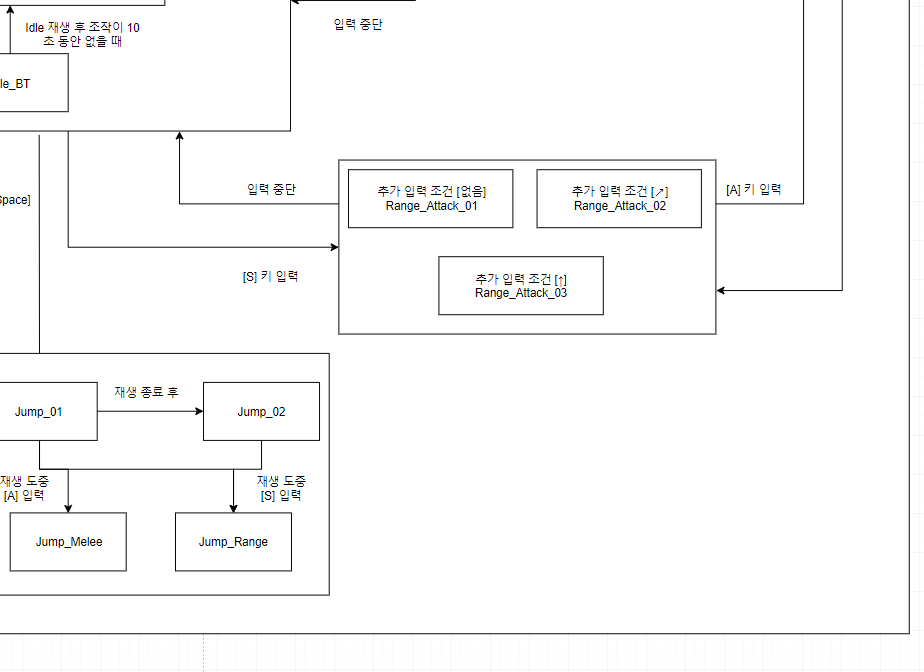 Idle 재생 후 조작이 10
초 동안 없을 때
입력 중단
le_BT
입력 중단
추가 입력 조건 [없음]
Range_Attack_01
추가 입력 조건 [↗]
Range_Attack_02
[A] 키 입력
Space]
[S] 키 입력
추가 입력 조건 [↑]
Range_Attack_03
Jump_01
재생 종료 후
Jump_02
재생 도중
[A] 입력
재생 도중
[S] 입력
Jump_Melee
Jump_Range